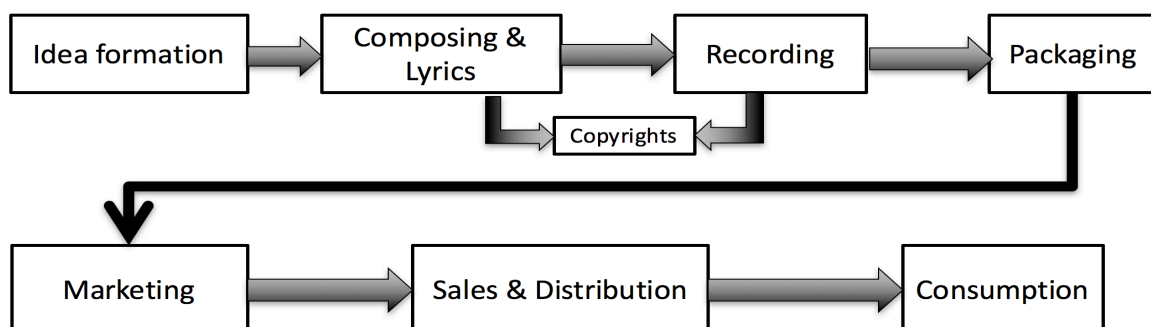 Idea formation
Composing &
Lyrics
Recording
Packaging
Copyrights
Marketing
Sales & Distribution
Consumption